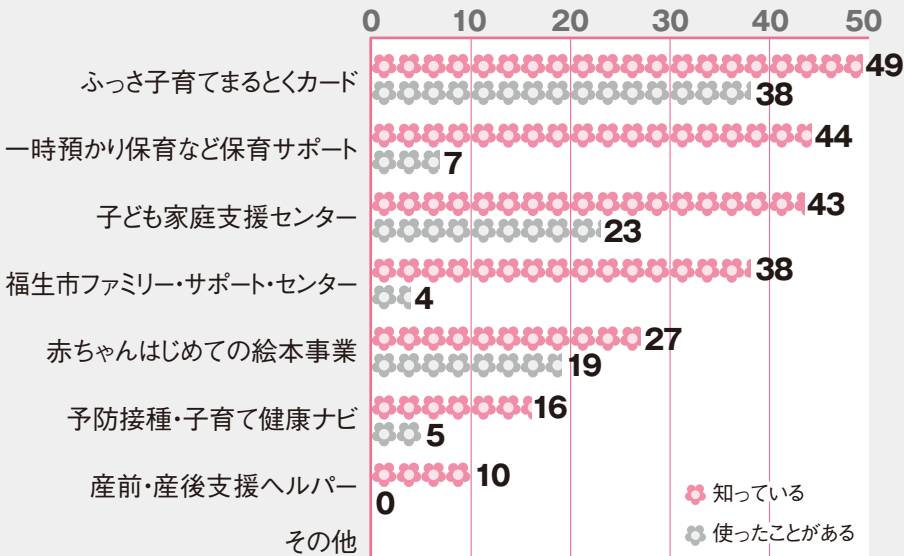 0 10 20 30 40 50
ふっさ子育てまるとくカード
49
38
一時預かり保育など保育サポート
44
7
子ども家庭支援センター
43
23
福生市ファミリー・サポート・センター
38
4
赤ちゃんはじめての絵本事業
27
19
予防接種・子育て健康ナビ
16
5
産前・産後支援ヘルパー
10
0
その他
知っている
使ったことがある